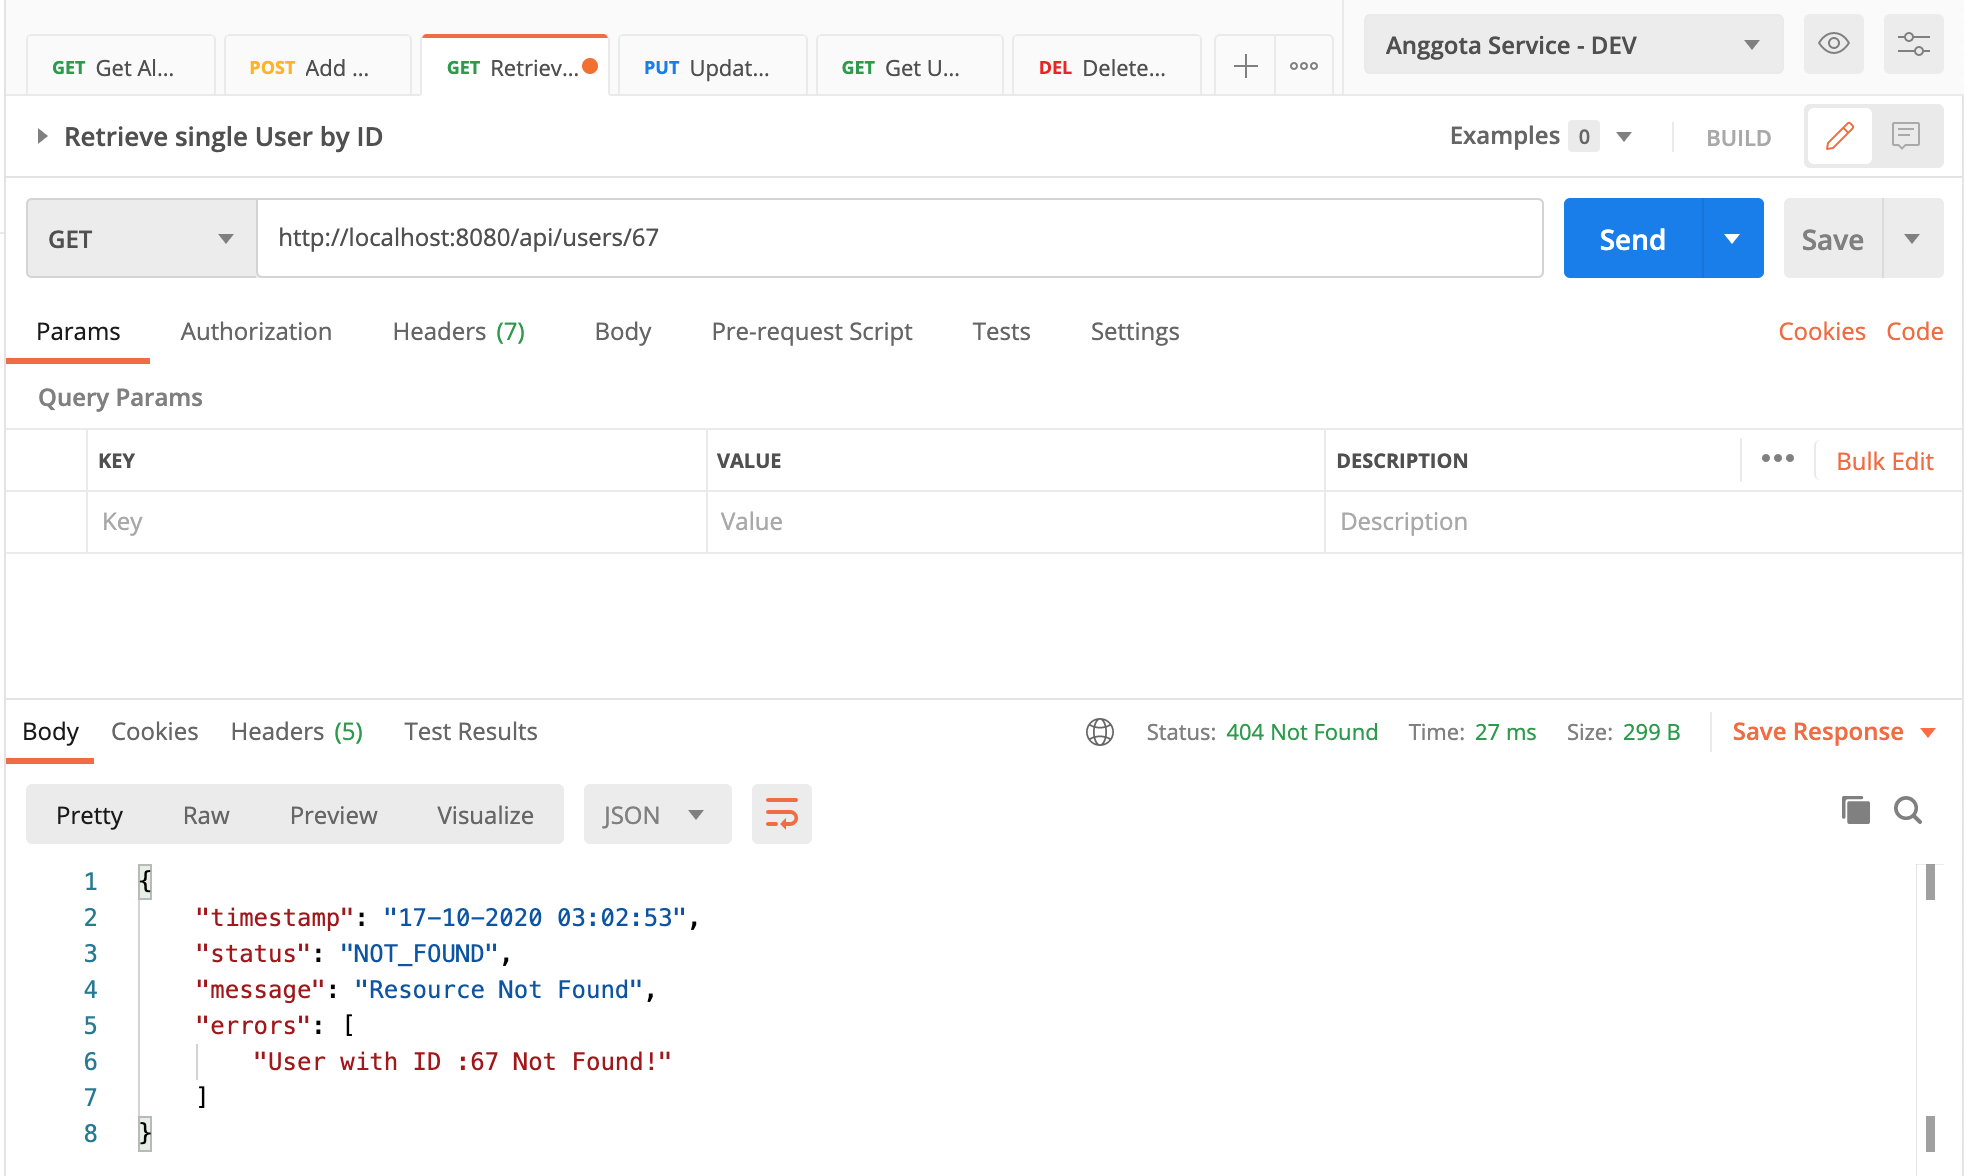 GET Get Al...
POST Add ...
GET Retriev...
PUT Updat...
GET Get U...
DEL Delete...
Anggota Service - DEV
Retrieve single User by ID
Examples 0
BUILD
GET
http://localhost:8080/api/users/67
Send
Save
Params Authorization Headers (7) Body Pre-request Script Tests Settings Cookies Code
Query Params
KEY VALUE DESCRIPTION Bulk Edit
Key Value Description
Body Cookies Headers (5) Test Results Status: 404 Not Found Time: 27 ms Size: 299 B Save Response
Pretty Raw Preview Visualize JSON
1 {
2 "timestamp": "17-10-2020 03:02:53",
3 "status": "NOT_FOUND",
4 "message": "Resource Not Found",
5 "errors": [
6 "User with ID :67 Not Found!"
7 ]
8 }